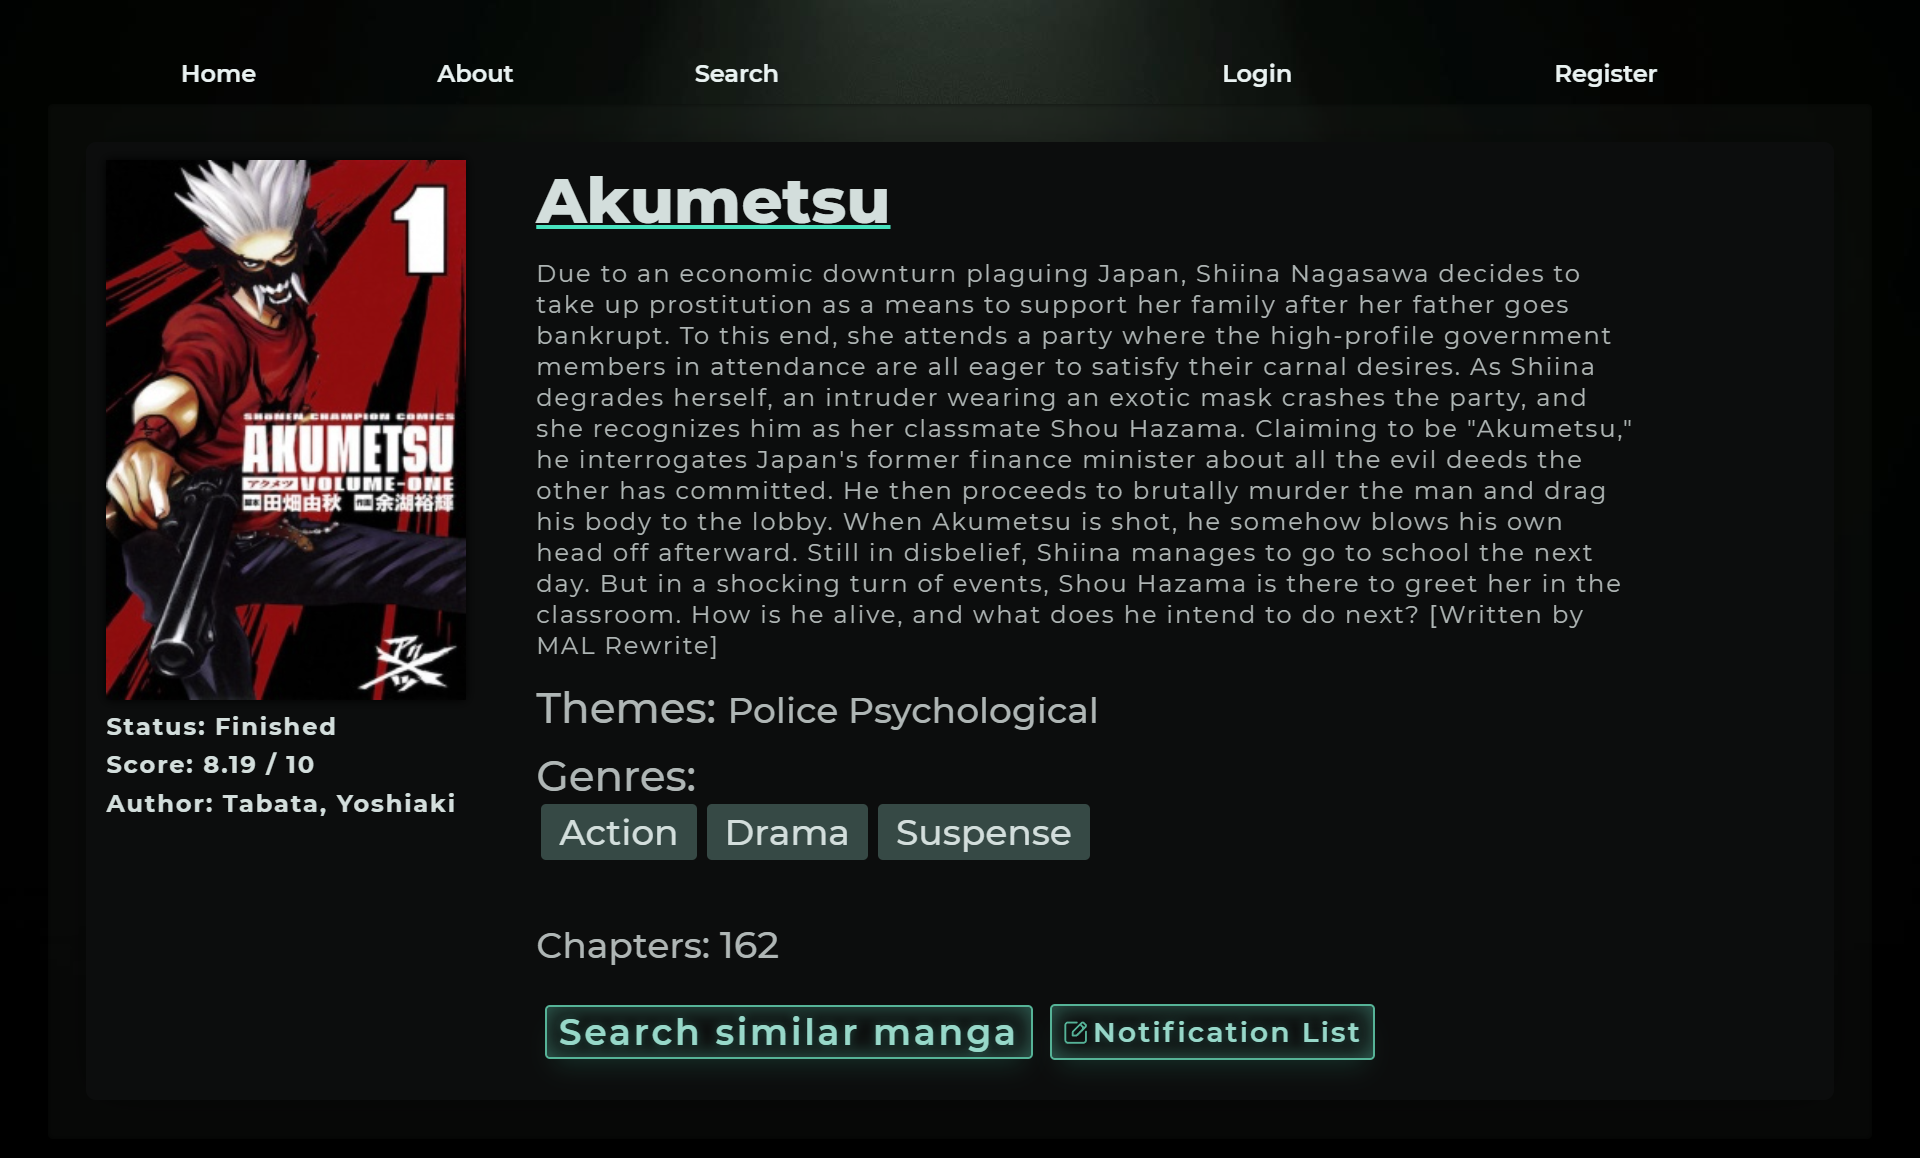 Home
About
Search
Login
Register
1
SHONEN CHAMPION COMICS
AKUMETSU
アクメツ VOLUME-ONE
田畑由秋 余湖裕輝
アクメツ
Status: Finished
Score: 8.19 / 10
Author: Tabata, Yoshiaki
Akumetsu
Due to an economic downturn plaguing Japan, Shiina Nagasawa decides to
take up prostitution as a means to support her family after her father goes
bankrupt. To this end, she attends a party where the high-profile government
members in attendance are all eager to satisfy their carnal desires. As Shiina
degrades herself, an intruder wearing an exotic mask crashes the party, and
she recognizes him as her classmate Shou Hazama. Claiming to be "Akumetsu,"
he interrogates Japan's former finance minister about all the evil deeds the
other has committed. He then proceeds to brutally murder the man and drag
his body to the lobby. When Akumetsu is shot, he somehow blows his own
head off afterward. Still in disbelief, Shiina manages to go to school the next
day. But in a shocking turn of events, Shou Hazama is there to greet her in the
classroom. How is he alive, and what does he intend to do next? [Written by
MAL Rewrite]
Themes: Police Psychological
Genres:
Action
Drama
Suspense
Chapters: 162
Search similar manga
Notification List